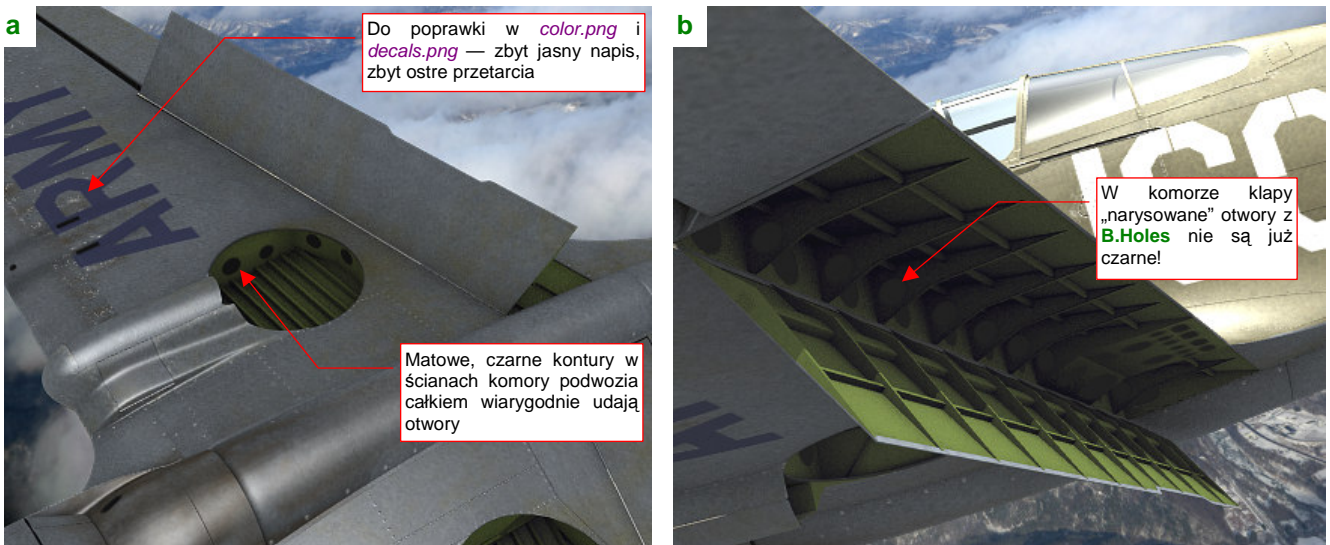 a
Do poprawki w color.png i
decals.png — zbyt jasny napis,
zbyt ostre przetarcia
ARMY
Matowe, czarne kontury w
ścianach komory podwozia
całkiem wiarygodnie udają
otwory
b
W komorze klapy
„narysowane” otwory z
B.Holes nie są już
czarne!